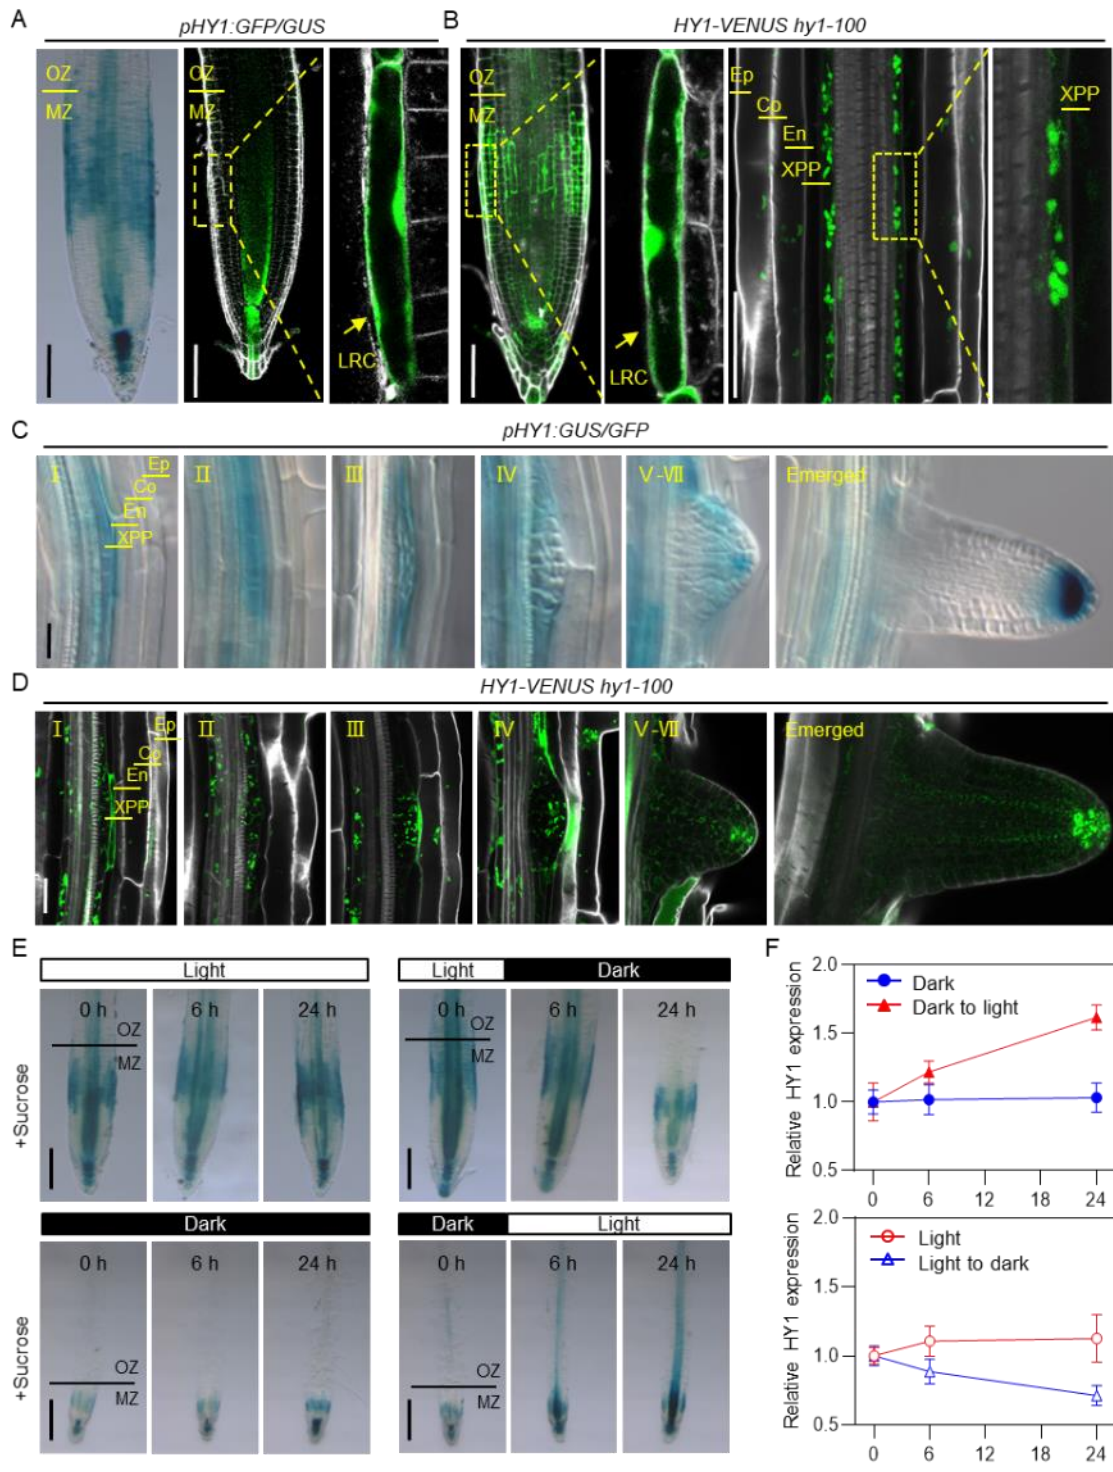 A
pHY1:GFP/GUS
OZ
MZ
OZ
MZ
LRC
B
HY1-VENUS hy1-100
OZ
MZ
LRC
Ep
Co
En
XPP
XPP
C
pHY1:GUS/GFP
I
Ep
Co
En
XPP
II
III
IV
V-VII
Emerged
D
HY1-VENUS hy1-100
I
Ep
Co
En
XPP
II
III
IV
V-VII
Emerged
E
Light
+Sucrose
0 h
OZ
MZ
6 h
24 h
Light
Dark
0 h
OZ
MZ
6 h
24 h
Dark
+Sucrose
0 h
OZ
MZ
6 h
24 h
Dark
Light
0 h
OZ
MZ
6 h
24 h
F
Relative HY1 expression
2.0
1.5
1.0
0.5
Dark
Dark to light
0 6 12 18 24
Relative HY1 expression
2.0
1.5
1.0
0.5
Light
Light to dark
0 6 12 18 24